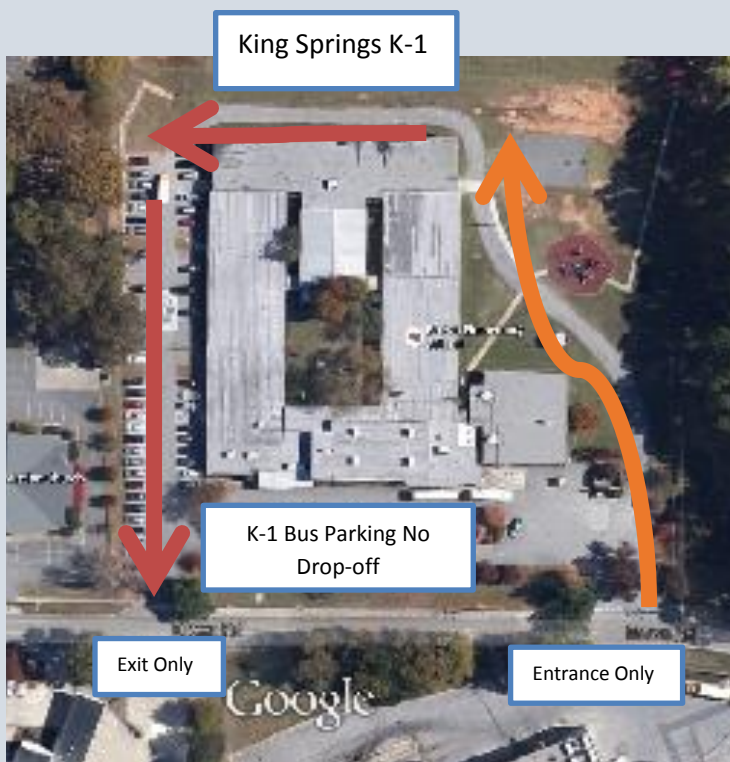 King Springs K-1
K-1 Bus Parking No
Drop-off
Exit Only
Entrance Only
Google